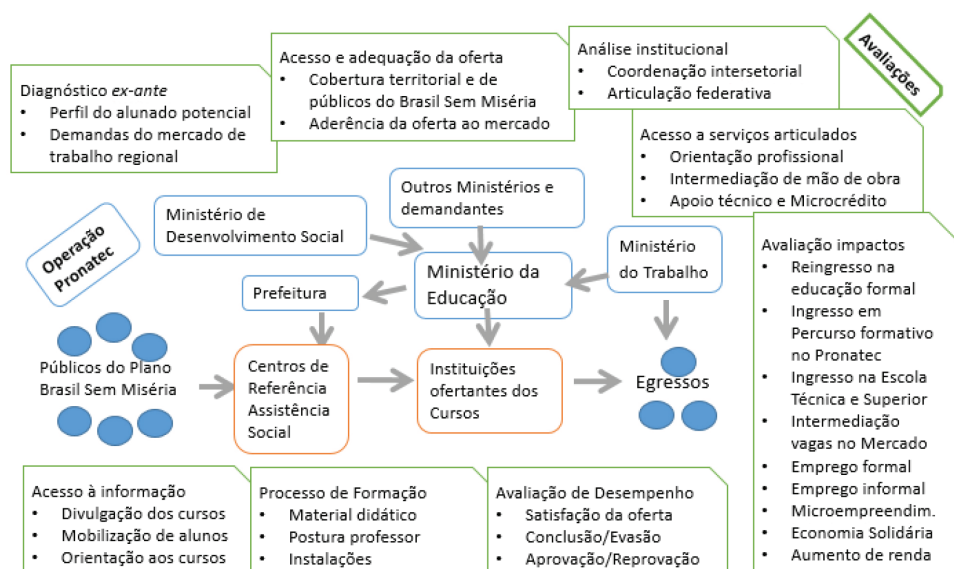 Avaliações
Diagnóstico ex-ante
• Perfil do alunado potencial
• Demandas do mercado de
trabalho regional
Acesso e adequação da oferta
• Cobertura territorial e de
públicos do Brasil Sem Miséria
• Aderência da oferta ao mercado
Análise institucional
• Coordenação intersetorial
• Articulação federativa
Acesso a serviços articulados
• Orientação profissional
• Intermediação de mão de obra
• Apoio técnico e Microcrédito
Operação
Pronatec
Ministério de
Desenvolvimento Social
Outros Ministérios e
demandantes
Ministério da
Educação
Ministério
do Trabalho
Prefeitura
Públicos do Plano
Brasil Sem Miséria
Centros de
Referência
Assistência
Social
Instituições
ofertantes dos
Cursos
Egressos
Avaliação impactos
• Reingresso na
educação formal
• Ingresso em
Percurso formativo
no Pronatec
• Ingresso na Escola
Técnica e Superior
• Intermediação
vagas no Mercado
• Emprego formal
• Emprego informal
• Microempreendim.
• Economia Solidária
• Aumento de renda
Acesso à informação
• Divulgação dos cursos
• Mobilização de alunos
• Orientação aos cursos
Processo de Formação
• Material didático
• Postura professor
• Instalações
Avaliação de Desempenho
• Satisfação da oferta
• Conclusão/Evasão
• Aprovação/Reprovação